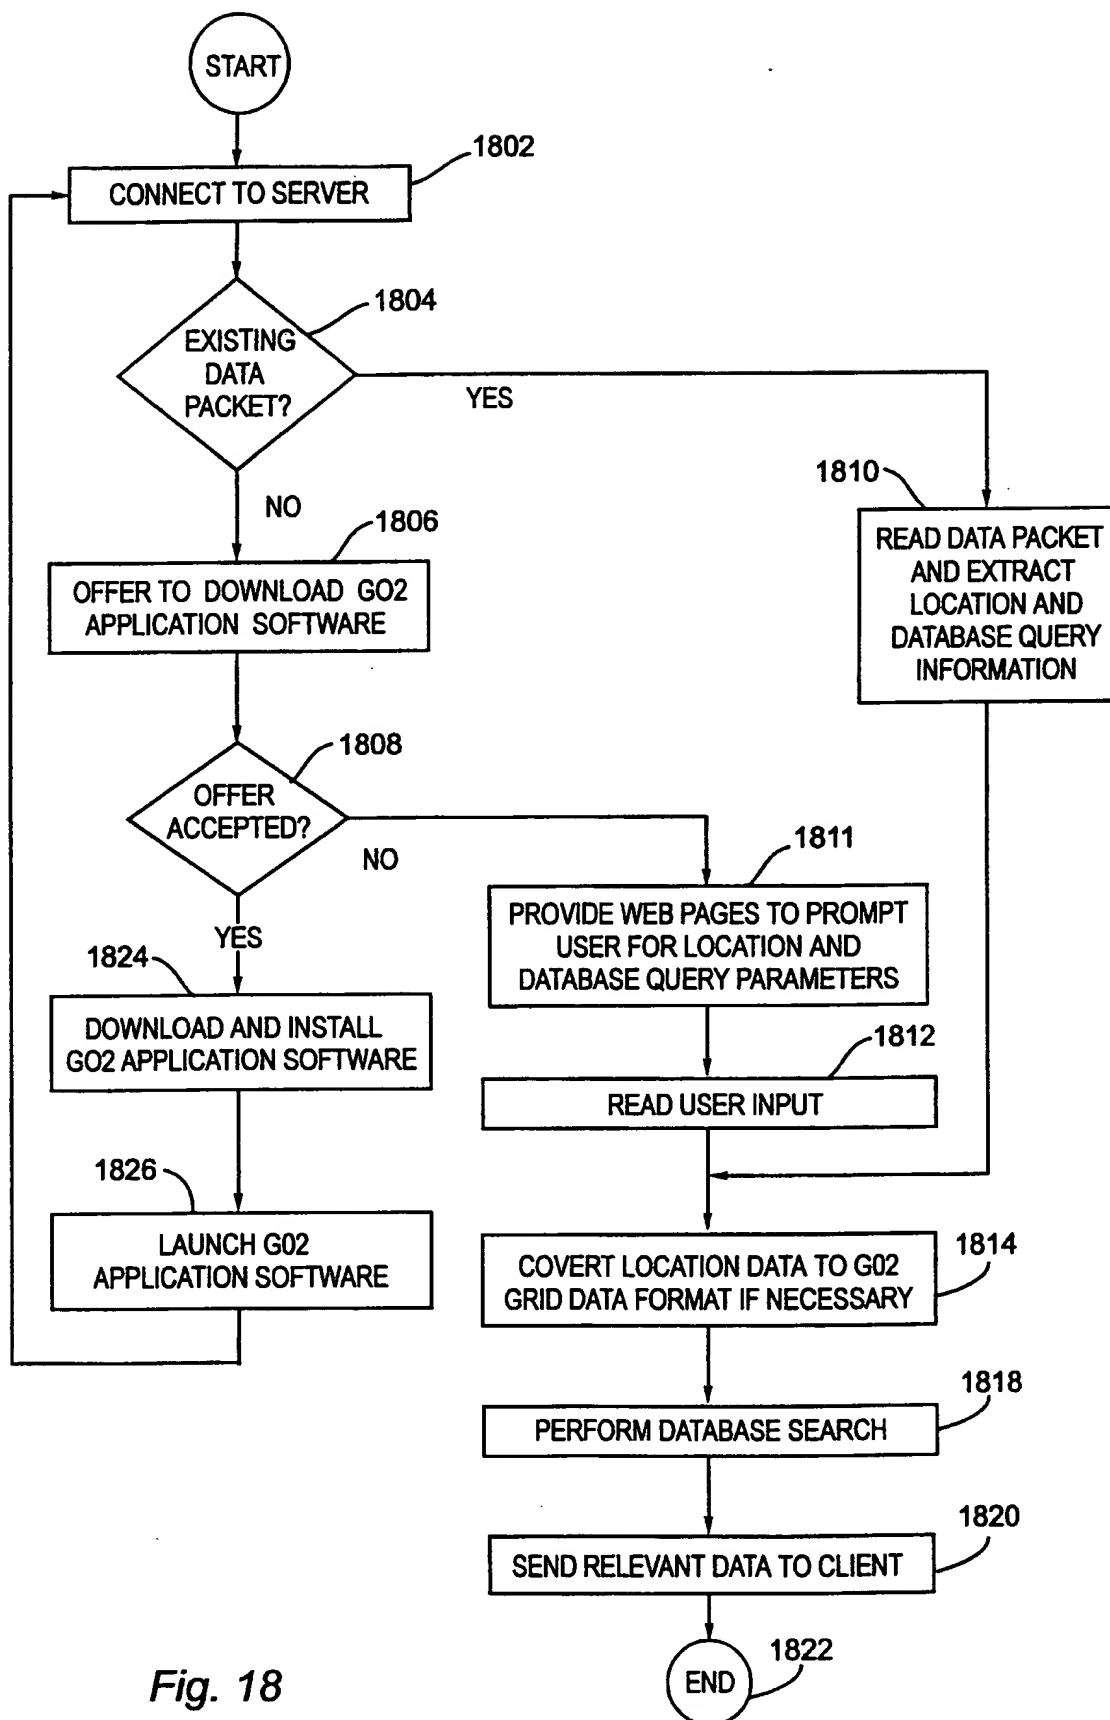 START
1802
CONNECT TO SERVER
1804
EXISTING
DATA
PACKET?
YES
NO
1810
READ DATA PACKET
AND EXTRACT
LOCATION AND
DATABASE QUERY
INFORMATION
1806
OFFER TO DOWNLOAD GO2
APPLICATION SOFTWARE
1808
OFFER
ACCEPTED?
NO
YES
1811
PROVIDE WEB PAGES TO PROMPT
USER FOR LOCATION AND
DATABASE QUERY PARAMETERS
1824
DOWNLOAD AND INSTALL
GO2 APPLICATION SOFTWARE
1812
READ USER INPUT
1826
LAUNCH G02
APPLICATION SOFTWARE
1814
COVERT LOCATION DATA TO G02
GRID DATA FORMAT IF NECESSARY
1818
PERFORM DATABASE SEARCH
1820
SEND RELEVANT DATA TO CLIENT
1822
END
Fig. 18